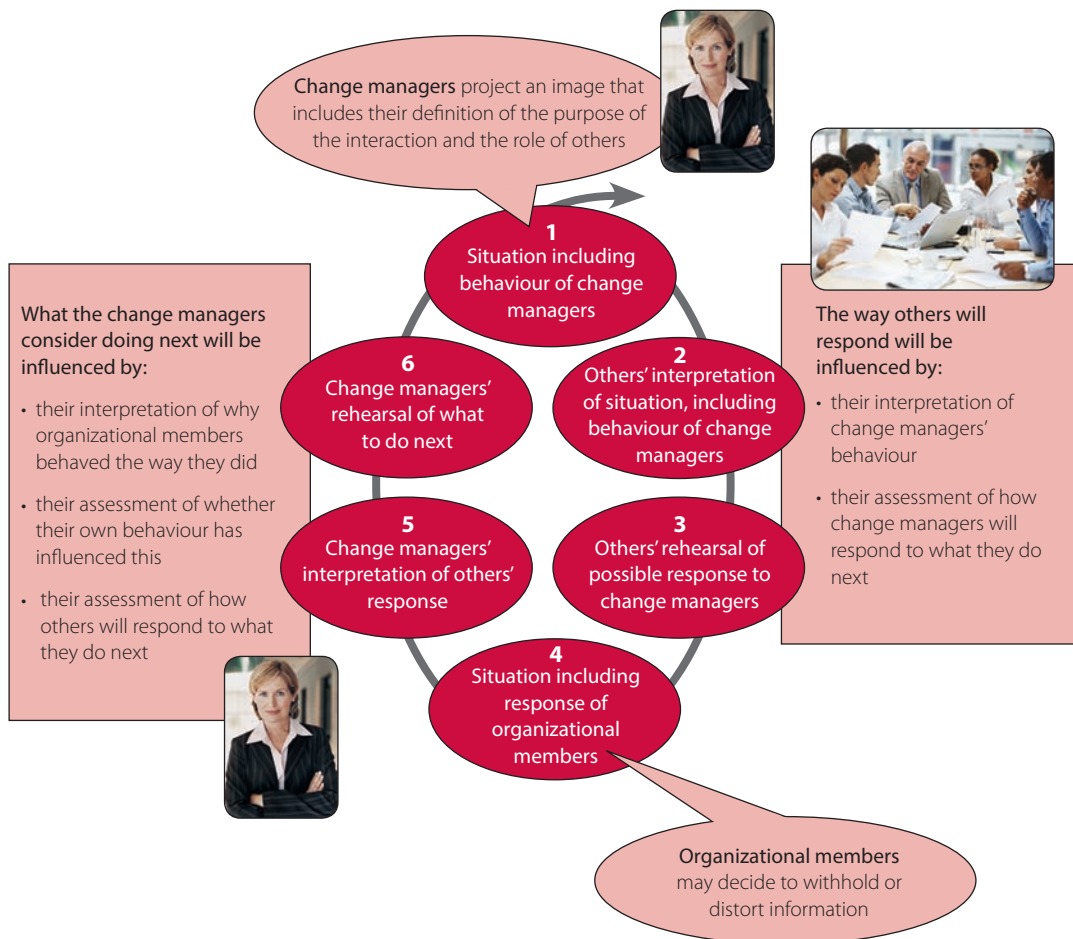 Change managers project an image that
includes their definition of the purpose of
the interaction and the role of others
1
Situation including
behaviour of change
managers
2
Others’ interpretation
of situation, including
behaviour of change
managers
The way others will
respond will be
influenced by:
• their interpretation of
change managers’
behaviour
• their assessment of how
change managers will
respond to what they do
next
3
Others’ rehearsal of
possible response to
change managers
4
Situation including
response of
organizational
members
Organizational members
may decide to withhold or
distort information
5
Change managers’
interpretation of others’
response
6
Change managers’
rehearsal of what
to do next
What the change managers
consider doing next will be
influenced by:
• their interpretation of why
organizational members
behaved the way they did
• their assessment of whether
their own behaviour has
influenced this
• their assessment of how
others will respond to what
they do next